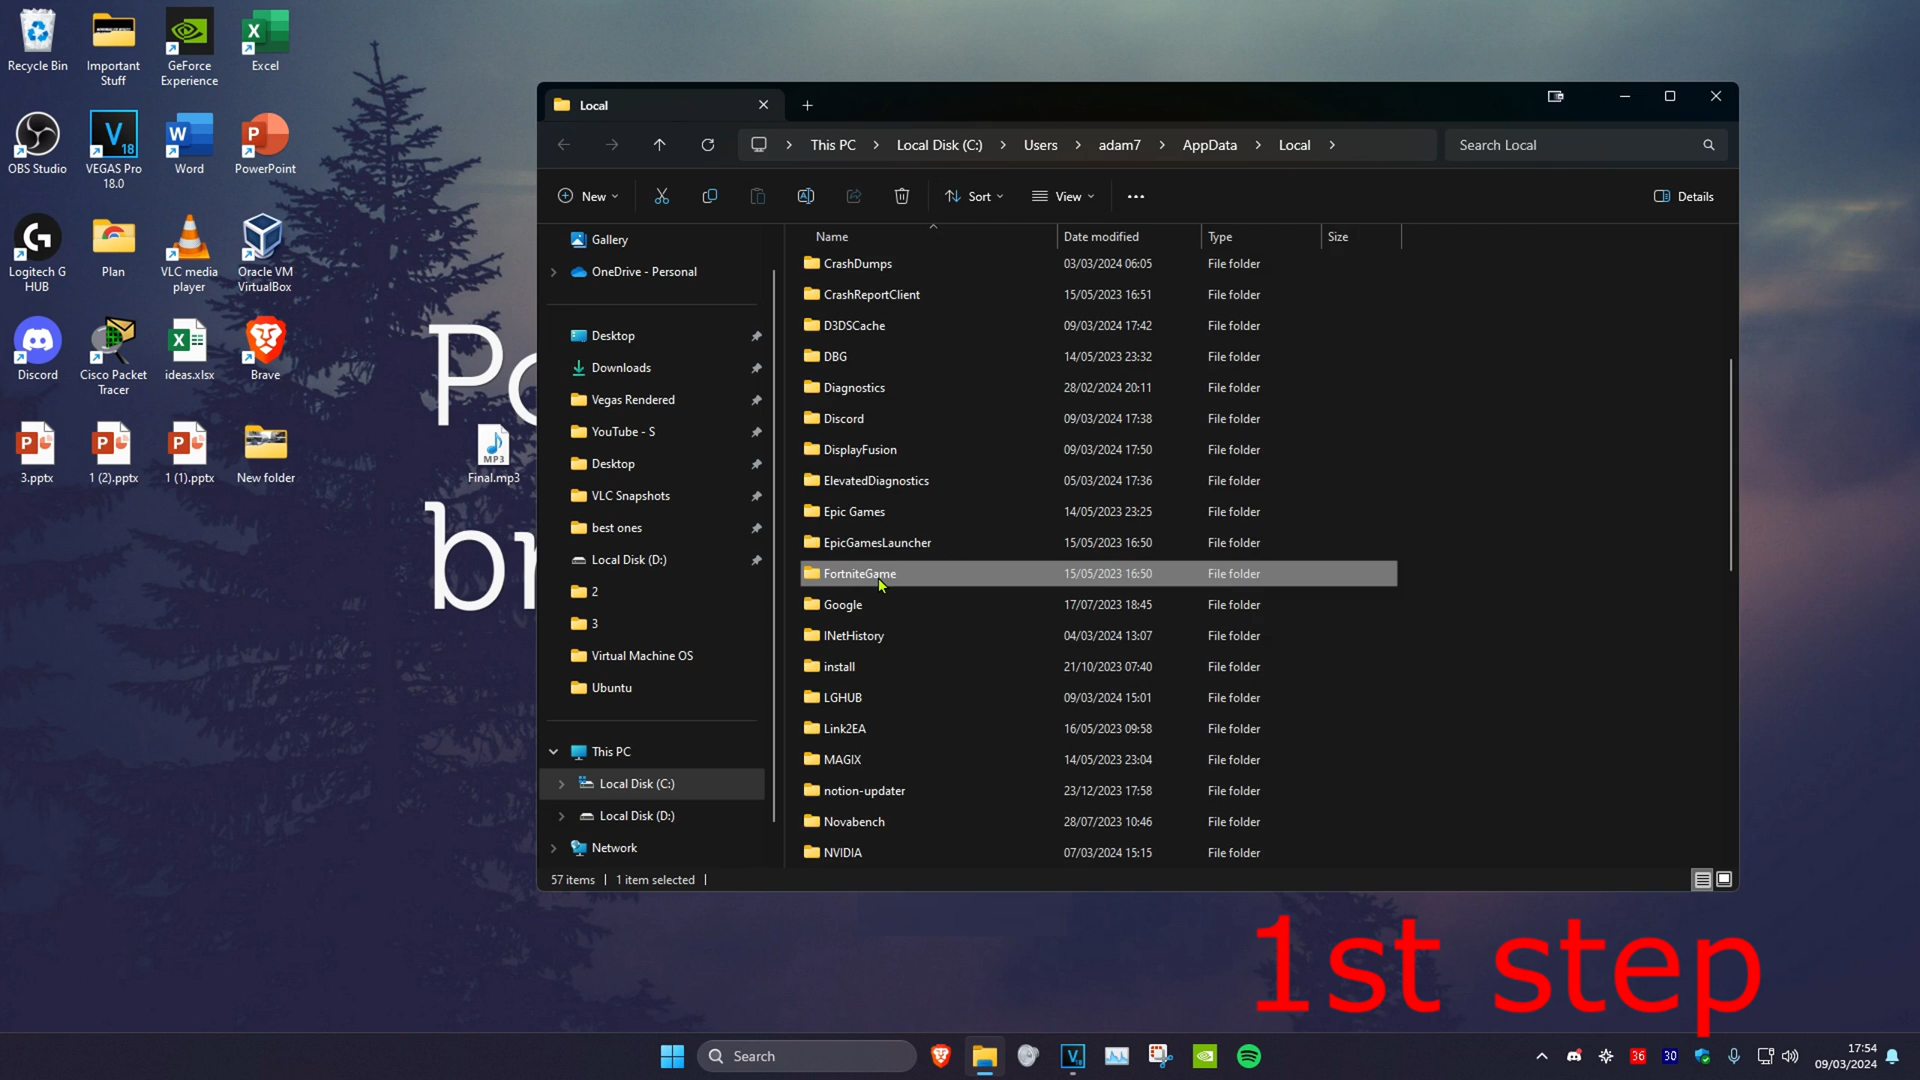 Recycle Bin
Important
Stuff
GeForce
Experience
Excel
OBS Studio
VEGAS Pro
18.0
Word
PowerPoint
Logitech G
HUB
Plan
VLC media
player
Oracle VM
VirtualBox
Discord
Cisco Packet
Tracer
ideas.xlsx
Brave
3.pptx
1 (2).pptx
1 (1).pptx
New folder
MP3
Final.mp3
Po
br
Local
This PC > Local Disk (C:) > Users > adam7 > AppData > Local >
Search Local
New
Sort
View
Details
Gallery
OneDrive - Personal
Desktop
Downloads
Vegas Rendered
YouTube - S
Desktop
VLC Snapshots
best ones
Local Disk (D:)
2
3
Virtual Machine OS
Ubuntu
This PC
Local Disk (C:)
Local Disk (D:)
Network
Name Date modified Type Size
CrashDumps 03/03/2024 06:05 File folder
CrashReportClient 15/05/2023 16:51 File folder
D3DSCache 09/03/2024 17:42 File folder
DBG 14/05/2023 23:32 File folder
Diagnostics 28/02/2024 20:11 File folder
Discord 09/03/2024 17:38 File folder
DisplayFusion 09/03/2024 17:50 File folder
ElevatedDiagnostics 05/03/2024 17:36 File folder
Epic Games 14/05/2023 23:25 File folder
EpicGamesLauncher 15/05/2023 16:50 File folder
FortniteGame 15/05/2023 16:50 File folder
Google 17/07/2023 18:45 File folder
INetHistory 04/03/2024 13:07 File folder
install 21/10/2023 07:40 File folder
LGHUB 09/03/2024 15:01 File folder
Link2EA 16/05/2023 09:58 File folder
MAGIX 14/05/2023 23:04 File folder
notion-updater 23/12/2023 17:58 File folder
Novabench 28/07/2023 10:46 File folder
NVIDIA 07/03/2024 15:15 File folder
57 items | 1 item selected |
1st step
Search
36
30
17:54
09/03/2024